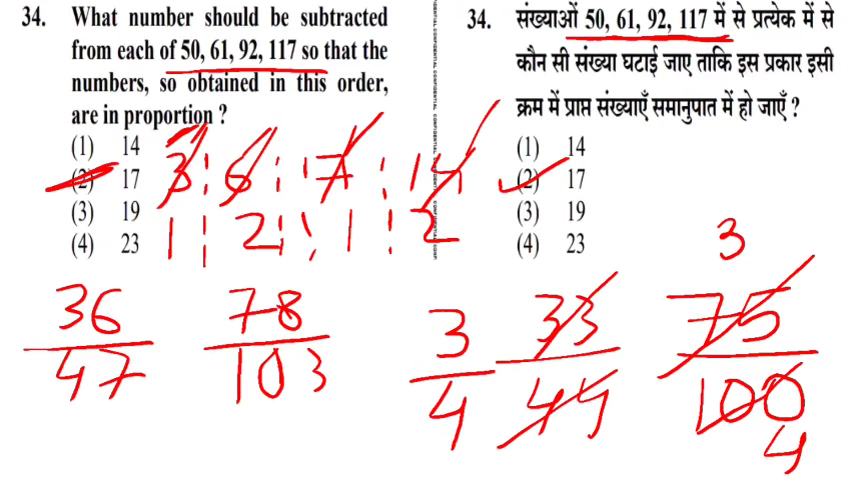 34. What number should be subtracted
from each of 50, 61, 92, 117 so that the
numbers, so obtained in this order,
are in proportion ?
(1) 14
(2) 17
(3) 19
(4) 23
3 : 6 : : 7 : 14
1 : 2 : : 1 : 2
36
47
78
103
34. संख्याओं 50, 61, 92, 117 में से प्रत्येक में से
कौन सी संख्या घटाई जाए ताकि इस प्रकार इसी
क्रम में प्राप्त संख्याएँ समानुपात में हो जाएँ ?
(1) 14
(2) 17
(3) 19
(4) 23
3
4
33
44
3
75
100
4